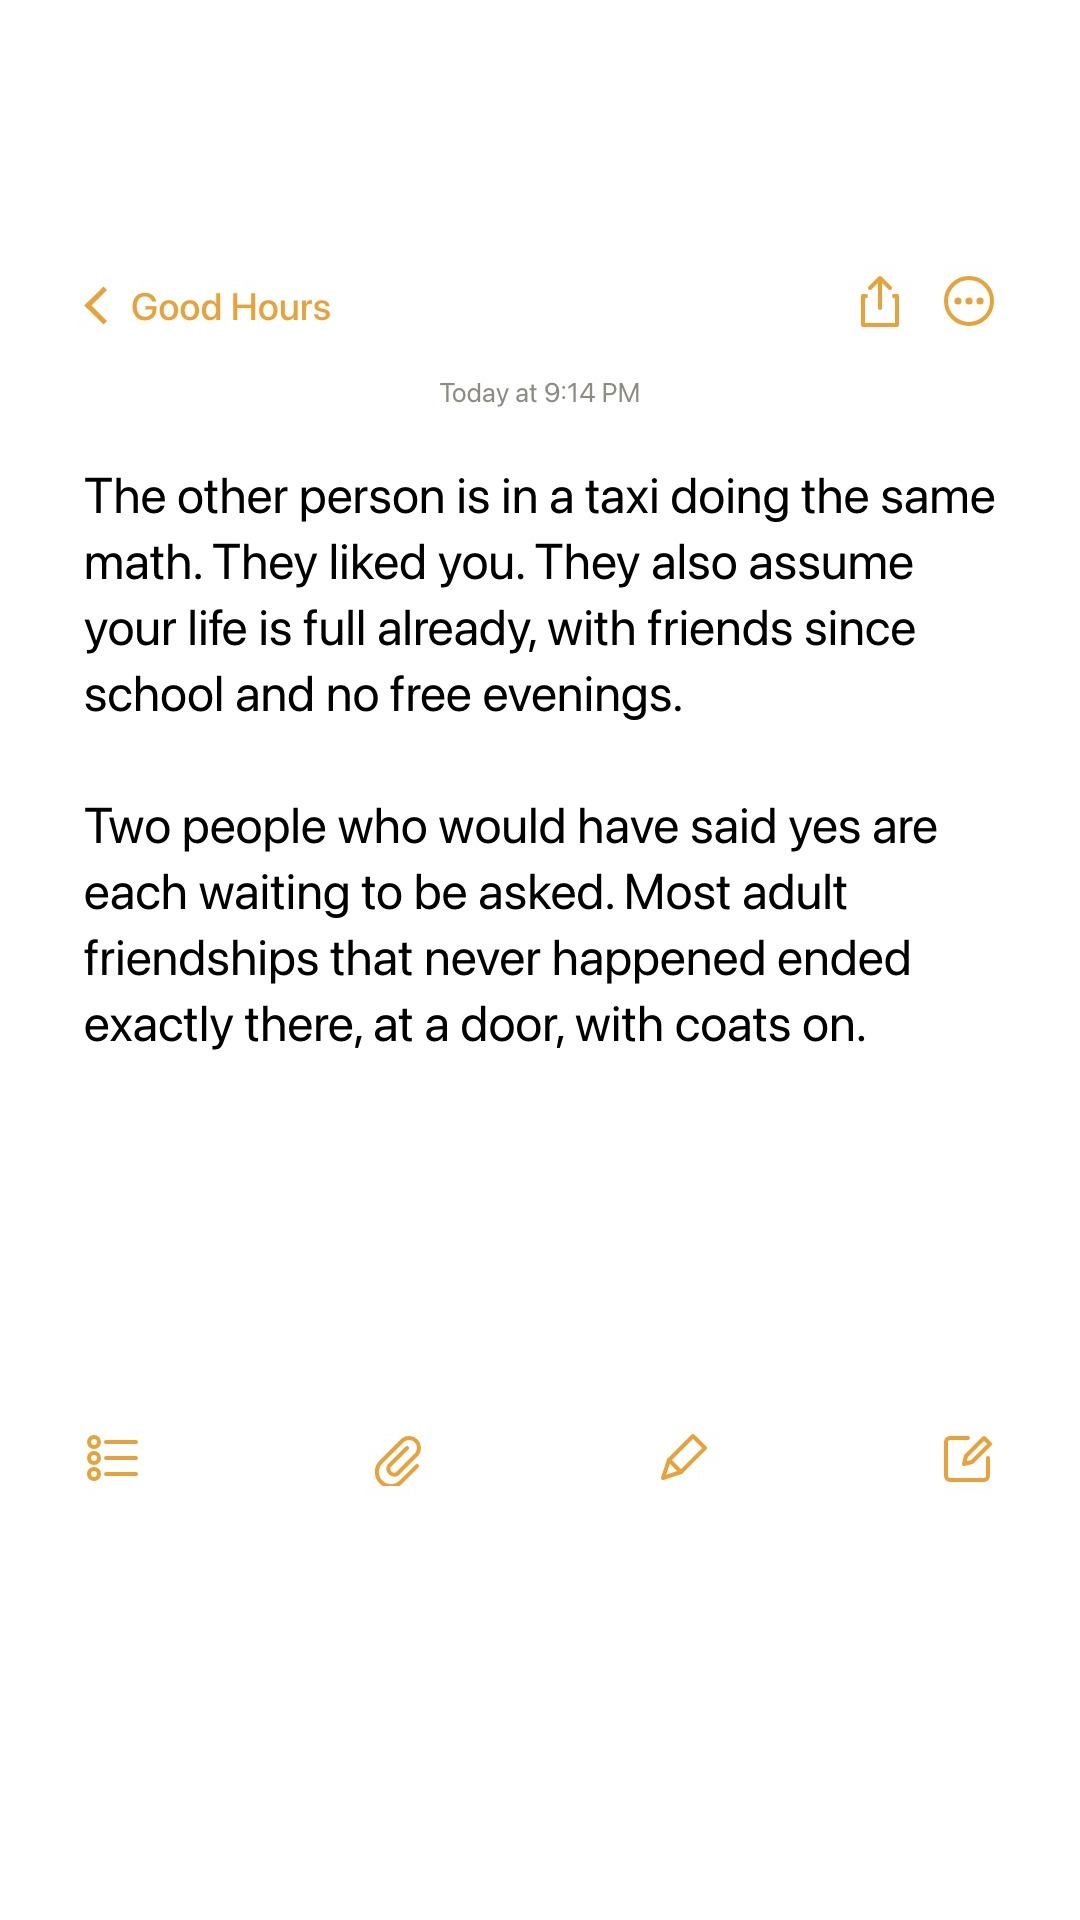 Good Hours
Today at 9:14 PM
The other person is in a taxi doing the same
math. They liked you. They also assume
your life is full already, with friends since
school and no free evenings.
Two people who would have said yes are
each waiting to be asked. Most adult
friendships that never happened ended
exactly there, at a door, with coats on.